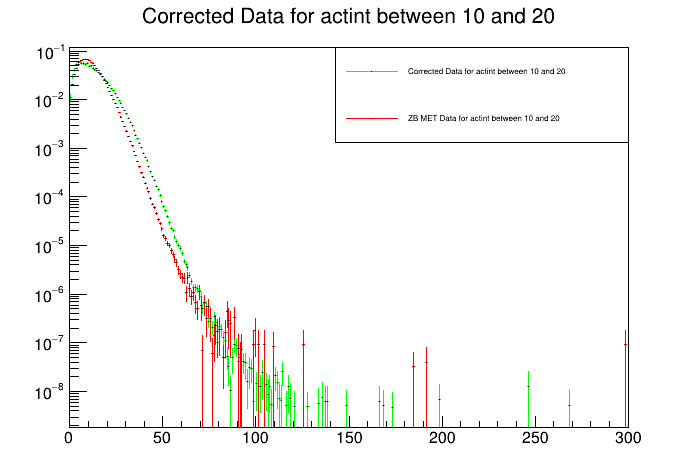 Corrected Data for actint between 10 and 20
Corrected Data for actint between 10 and 20
ZB MET Data for actint between 10 and 20
10⁻¹
10⁻²
10⁻³
10⁻⁴
10⁻⁵
10⁻⁶
10⁻⁷
10⁻⁸
0 50 100 150 200 250 300